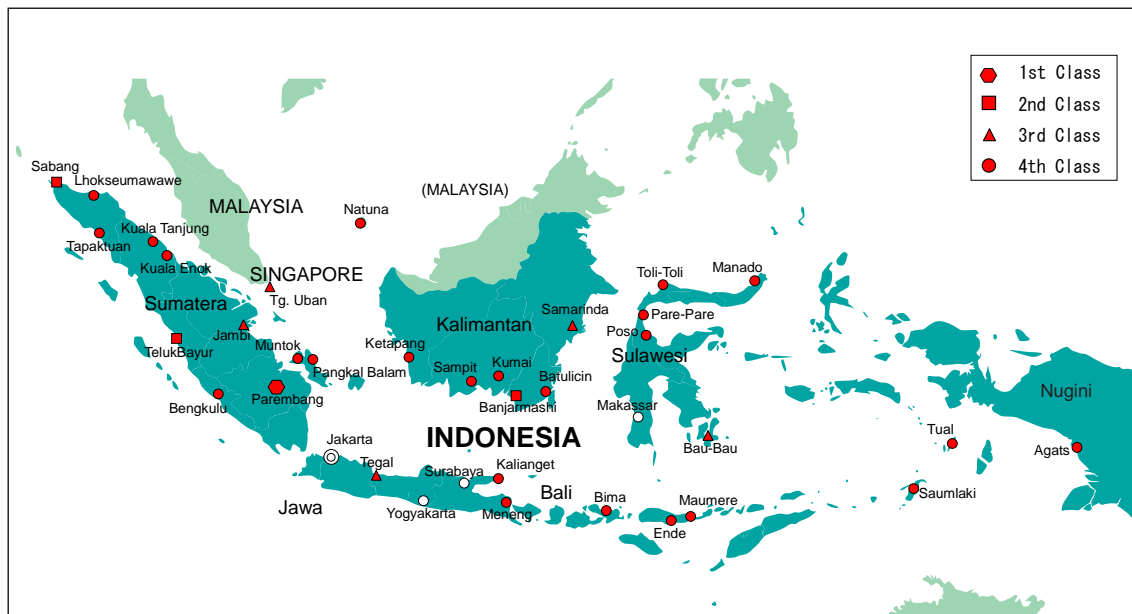 1st Class
2nd Class
3rd Class
4th Class
Sabang
Lhokseumawawe
(MALAYSIA)
MALAYSIA
Natuna
Kuala Tanjung
Tapaktuan
Kuala Enok
SINGAPORE
Toli-Toli
Manado
Tg. Uban
Sumatera
Samarinda
Pare-Pare
Kalimantan
Poso
Jambi
Ketapang
Muntok
TelukBayur
Sulawesi
Pangkal Balam
Sampit
Kumai
Batulicin
Nugini
Parembang
Bengkulu
Banjarmashi
Makassar
Tual
INDONESIA
Jakarta
Bau-Bau
Agats
Tegal
Surabaya
Kalianget
Saumlaki
Bali
Bima
Maumere
Jawa
Yogyakarta
Meneng
Ende